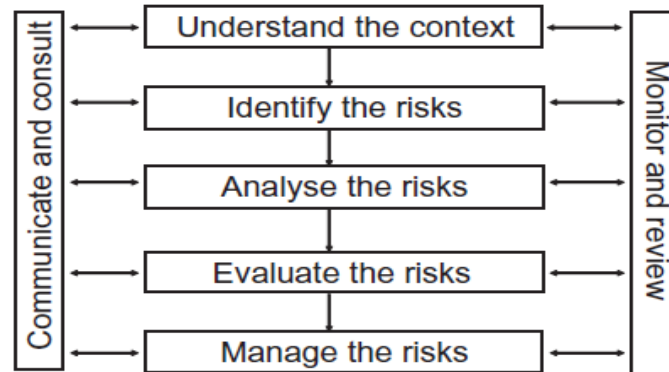 Communicate and consult
Understand the context
Identify the risks
Analyse the risks
Evaluate the risks
Manage the risks
Monitor and review